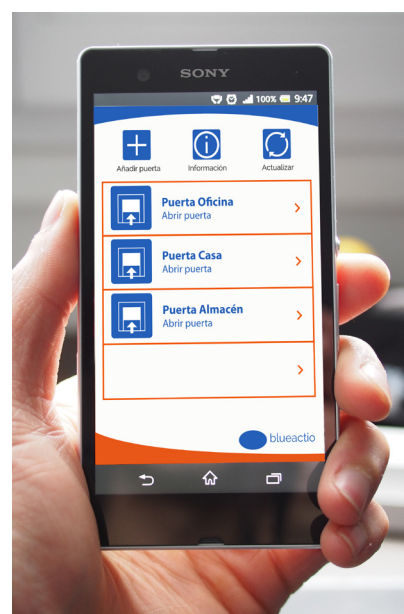 SONY
100% 9:47
Añadir puerta
Información
Actualizar
Puerta Oficina
Abrir puerta
Puerta Casa
Abrir puerta
Puerta Almacén
Abrir puerta
blueactio